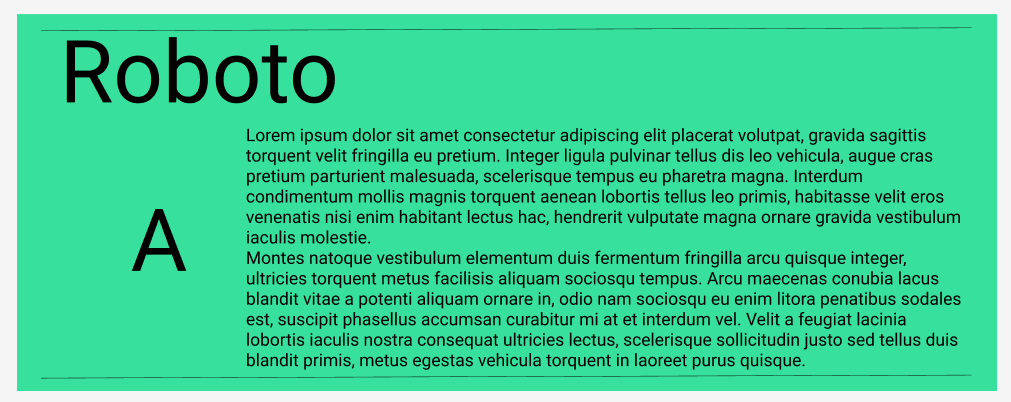 Roboto
A
Lorem ipsum dolor sit amet consectetur adipiscing elit placerat volutpat, gravida sagittis
torquent velit fringilla eu pretium. Integer ligula pulvinar tellus dis leo vehicula, augue cras
pretium parturient malesuada, scelerisque tempus eu pharetra magna. Interdum
condimentum mollis magnis torquent aenean lobortis tellus leo primis, habitasse velit eros
venenatis nisi enim habitant lectus hac, hendrerit vulputate magna ornare gravida vestibulum
iaculis molestie.
Montes natoque vestibulum elementum duis fermentum fringilla arcu quisque integer,
ultricies torquent metus facilisis aliquam sociosqu tempus. Arcu maecenas conubia lacus
blandit vitae a potenti aliquam ornare in, odio nam sociosqu eu enim litora penatibus sodales
est, suscipit phasellus accumsan curabitur mi at et interdum vel. Velit a feugiat lacinia
lobortis iaculis nostra consequat ultricies lectus, scelerisque sollicitudin justo sed tellus duis
blandit primis, metus egestas vehicula torquent in laoreet purus quisque.